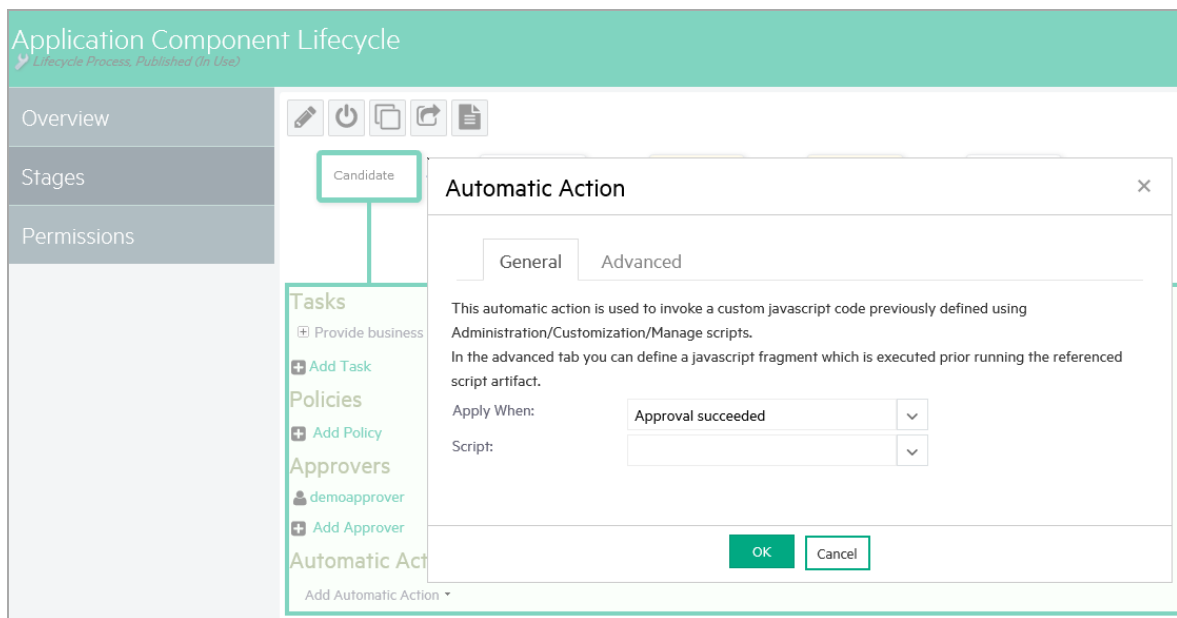 Application Component Lifecycle
Lifecycle Process, Published (In Use)
Overview
Stages
Permissions
Candidate
Tasks
Provide business
Add Task
Policies
Add Policy
Approvers
demoapprover
Add Approver
Automatic Act
Add Automatic Action
Automatic Action
General
Advanced
This automatic action is used to invoke a custom javascript code previously defined using
Administration/Customization/Manage scripts.
In the advanced tab you can define a javascript fragment which is executed prior running the referenced
script artifact.
Apply When:
Approval succeeded
Script:
OK
Cancel